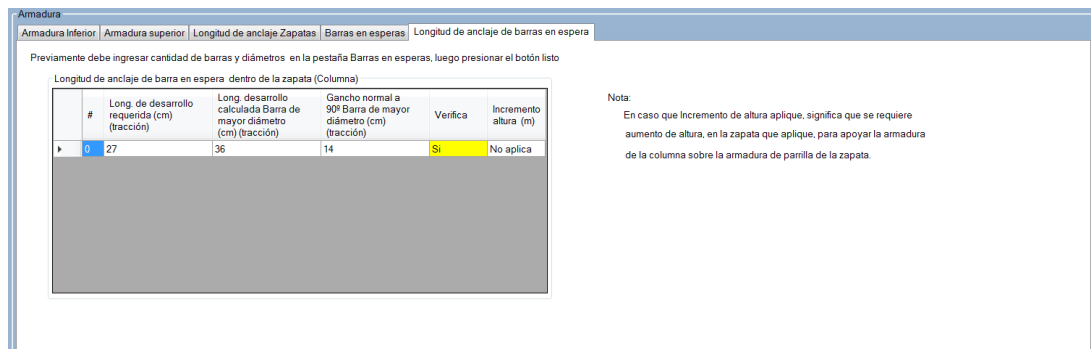 Armadura
Armadura Inferior Armadura superior Longitud de anclaje Zapatas Barras en esperas Longitud de anclaje de barras en espera
Previamente debe ingresar cantidad de barras y diámetros en la pestaña Barras en esperas, luego presionar el botón listo
Longitud de anclaje de barra en espera dentro de la zapata (Columna)
# Long. de desarrollo requerida (cm) (tracción) Long. desarrollo calculada Barra de mayor diámetro (cm) (tracción) Gancho normal a 90º Barra de mayor diámetro (cm) (tracción) Verifica Incremento altura (m)
0 27 36 14 Si No aplica
Nota:
En caso que Incremento de altura aplique, significa que se requiere
aumento de altura, en la zapata que aplique, para apoyar la armadura
de la columna sobre la armadura de parrilla de la zapata.